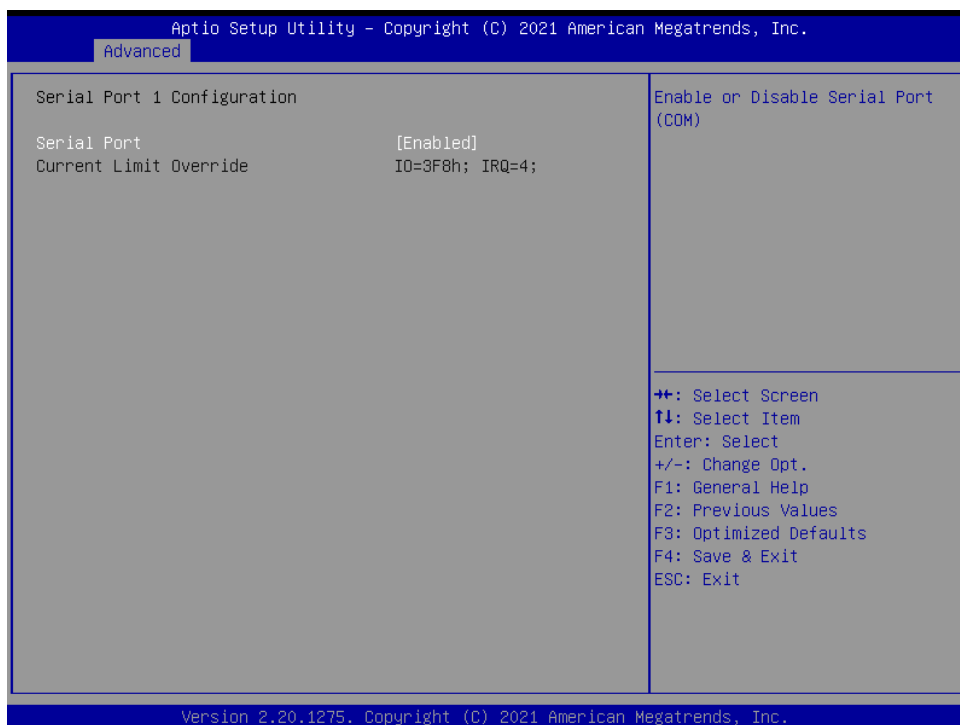 Aptio Setup Utility – Copyright (C) 2021 American Megatrends, Inc.
Advanced
Serial Port 1 Configuration
Serial Port [Enabled]
Current Limit Override IO=3F8h; IRQ=4;
Enable or Disable Serial Port
(COM)
→←: Select Screen
↑↓: Select Item
Enter: Select
+/-: Change Opt.
F1: General Help
F2: Previous Values
F3: Optimized Defaults
F4: Save & Exit
ESC: Exit
Version 2.20.1275. Copyright (C) 2021 American Megatrends, Inc.